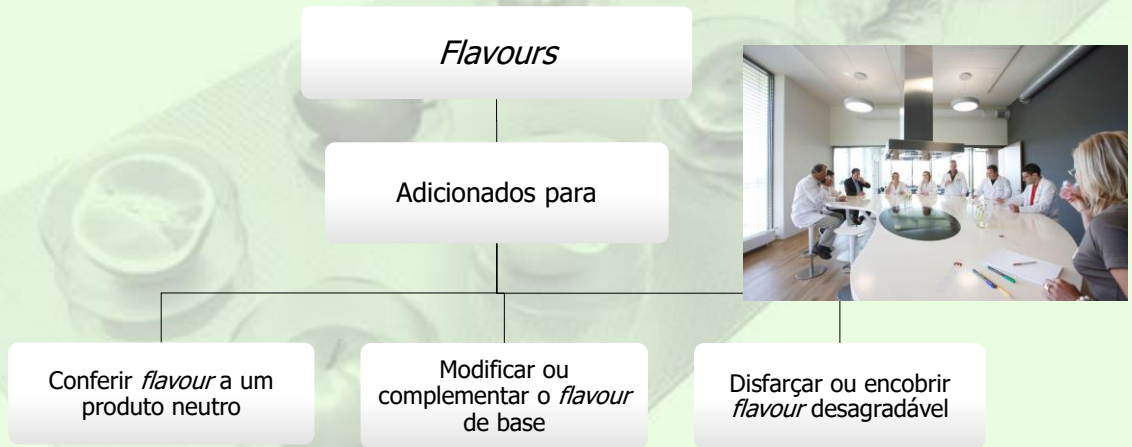 Flavours
Adicionados para
Conferir flavour a um
produto neutro
Modificar ou
complementar o flavour
de base
Disfarçar ou encobrir
flavour desagradável